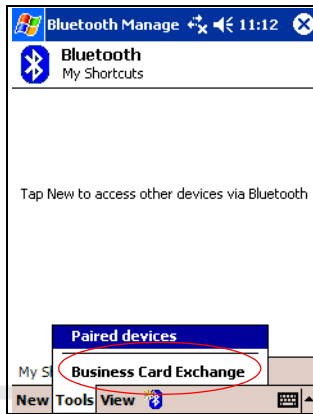 Bluetooth Manage 11:12
Bluetooth
My Shortcuts
Tap New to access other devices via Bluetooth
Paired devices
My S
Business Card Exchange
New Tools View